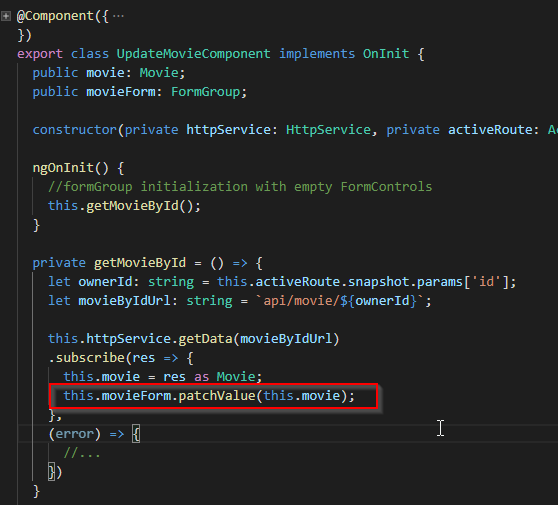 @Component({ ...
})
export class UpdateMovieComponent implements OnInit {
public movie: Movie;
public movieForm: FormGroup;
constructor(private httpService: HttpService, private activeRoute: Ac
ngOnInit() {
//formGroup initialization with empty FormControls
this.getMovieById();
}
private getMovieById = () => {
let ownerId: string = this.activeRoute.snapshot.params['id'];
let movieByIdUrl: string = `api/movie/${ownerId}`;
this.httpService.getData(movieByIdUrl)
.subscribe(res => {
this.movie = res as Movie;
this.movieForm.patchValue(this.movie);
},
(error) => {
//...
})
}